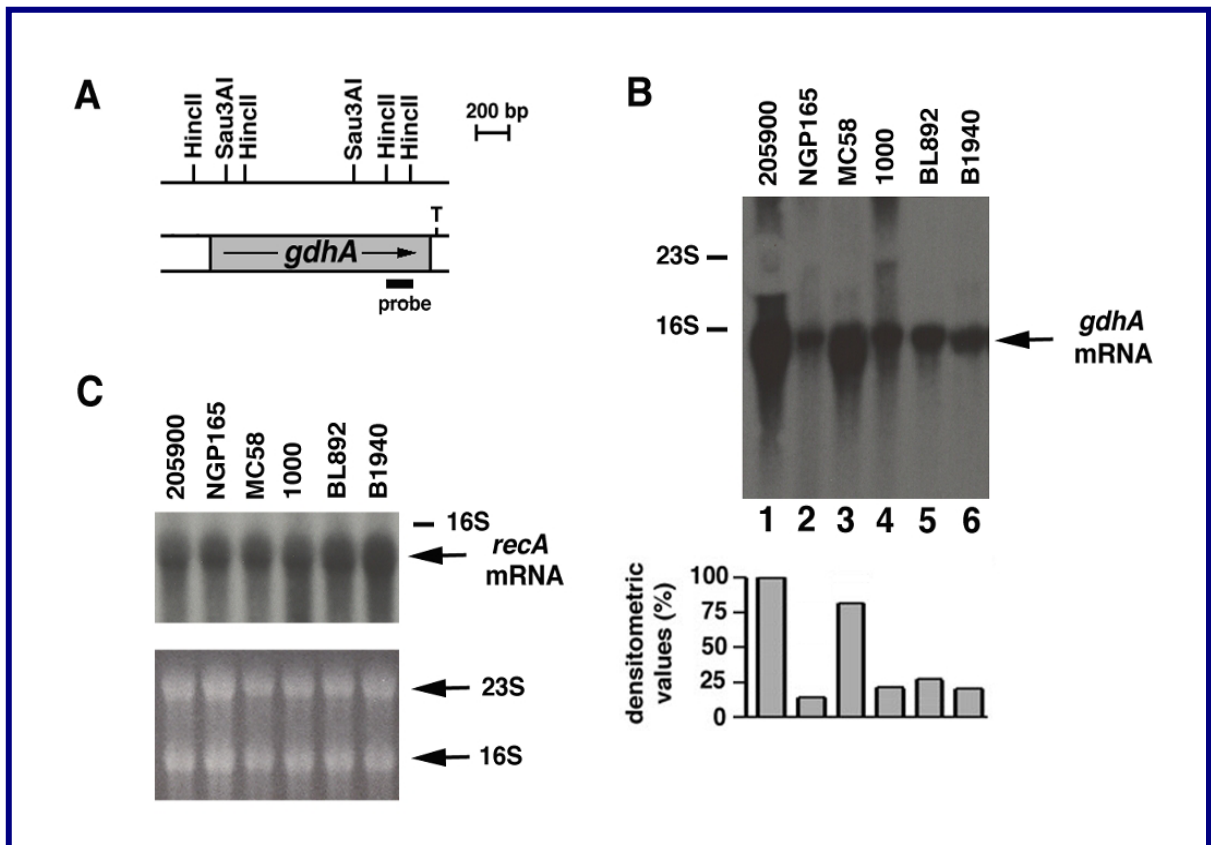 A
HincII
Sau3AI
HincII
Sau3AI
HincII
HincII
200 bp
T
gdhA
probe
B
205900
NGP165
MC58
1000
BL892
B1940
23S
16S
gdhA
mRNA
1 2 3 4 5 6
densitometric
values (%)
100
75
50
25
0
C
205900
NGP165
MC58
1000
BL892
B1940
16S
recA
mRNA
23S
16S